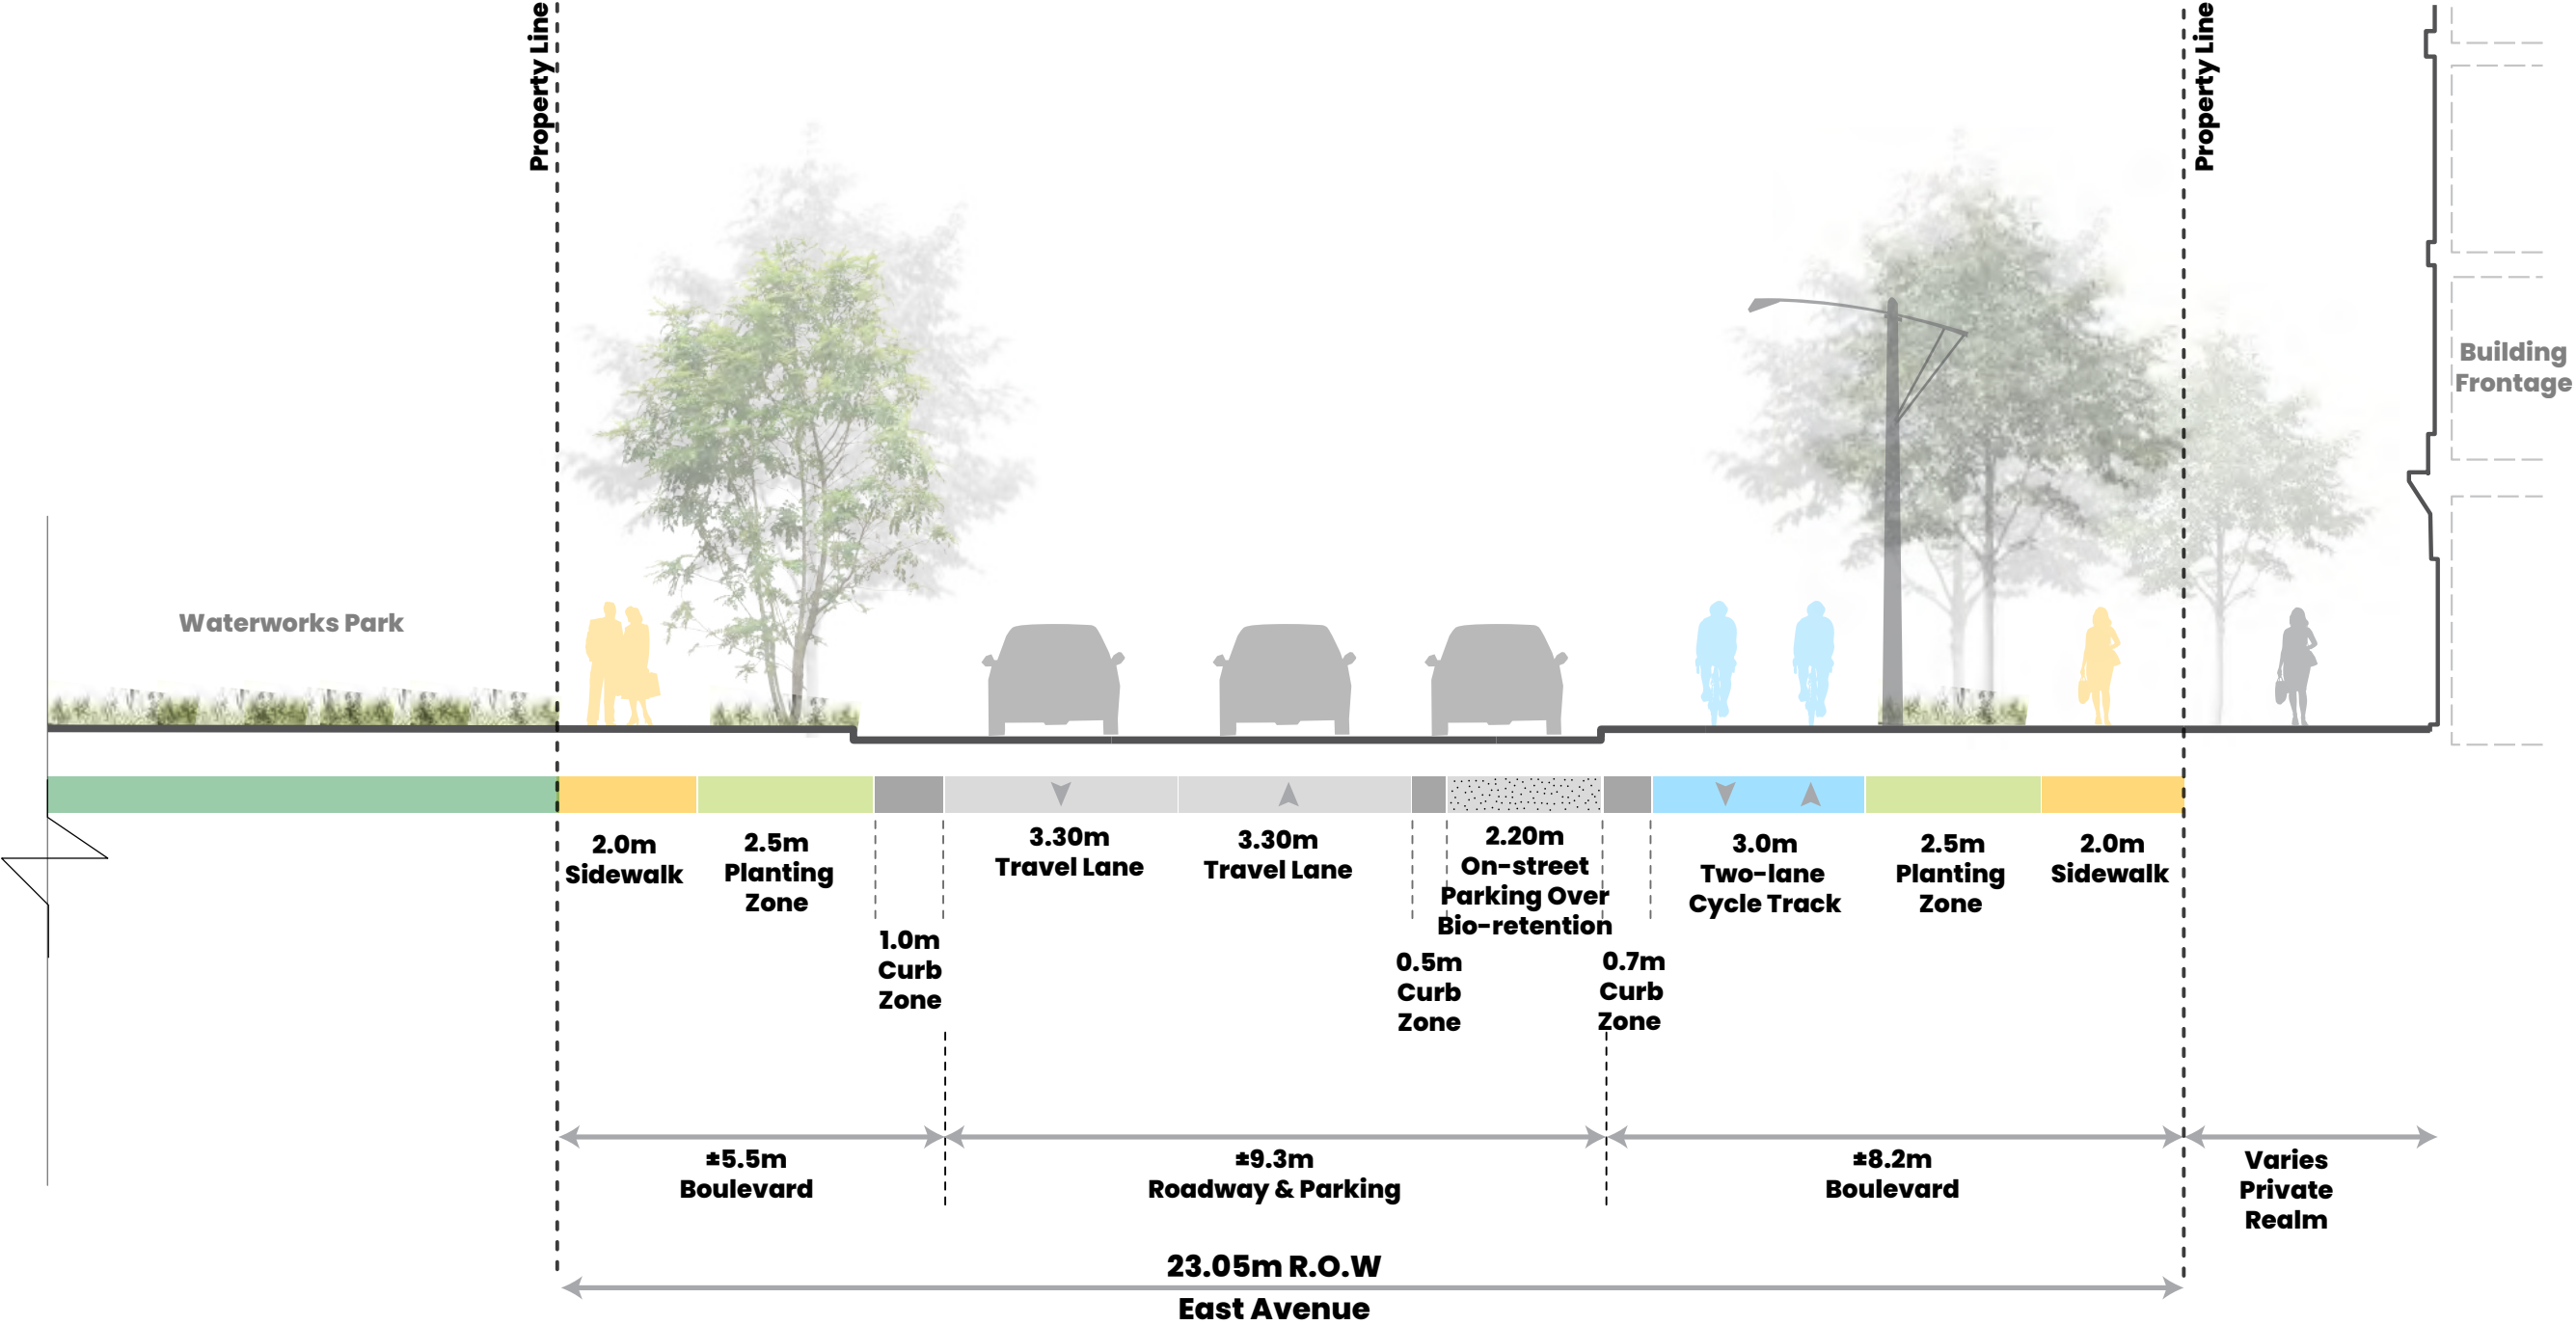 Property Line
Property Line
Building
Frontage
Waterworks Park
2.0m
Sidewalk
2.5m
Planting
Zone
1.0m
Curb
Zone
3.30m
Travel Lane
3.30m
Travel Lane
0.5m
Curb
Zone
2.20m
On-street
Parking Over
Bio-retention
0.7m
Curb
Zone
3.0m
Two-lane
Cycle Track
2.5m
Planting
Zone
2.0m
Sidewalk
±5.5m
Boulevard
±9.3m
Roadway & Parking
±8.2m
Boulevard
Varies
Private
Realm
23.05m R.O.W
East Avenue